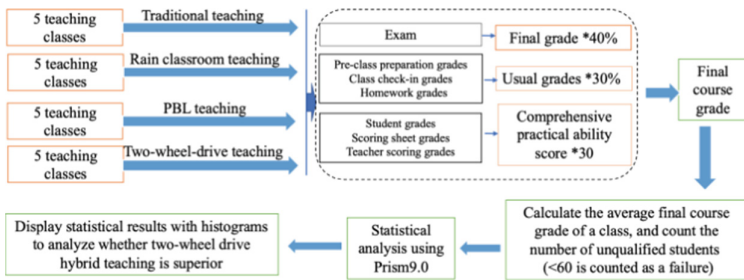 5 teaching
classes
Traditional teaching
5 teaching
classes
Rain classroom teaching
5 teaching
classes
PBL teaching
5 teaching
classes
Two-wheel-drive teaching
Exam
Final grade *40%
Pre-class preparation grades
Class check-in grades
Homework grades
Usual grades *30%
Student grades
Scoring sheet grades
Teacher scoring grades
Comprehensive
practical ability
score *30
Final
course
grade
Calculate the average final course
grade of a class, and count the
number of unqualified students
(<60 is counted as a failure)
Statistical
analysis using
Prism9.0
Display statistical results with histograms
to analyze whether two-wheel drive
hybrid teaching is superior